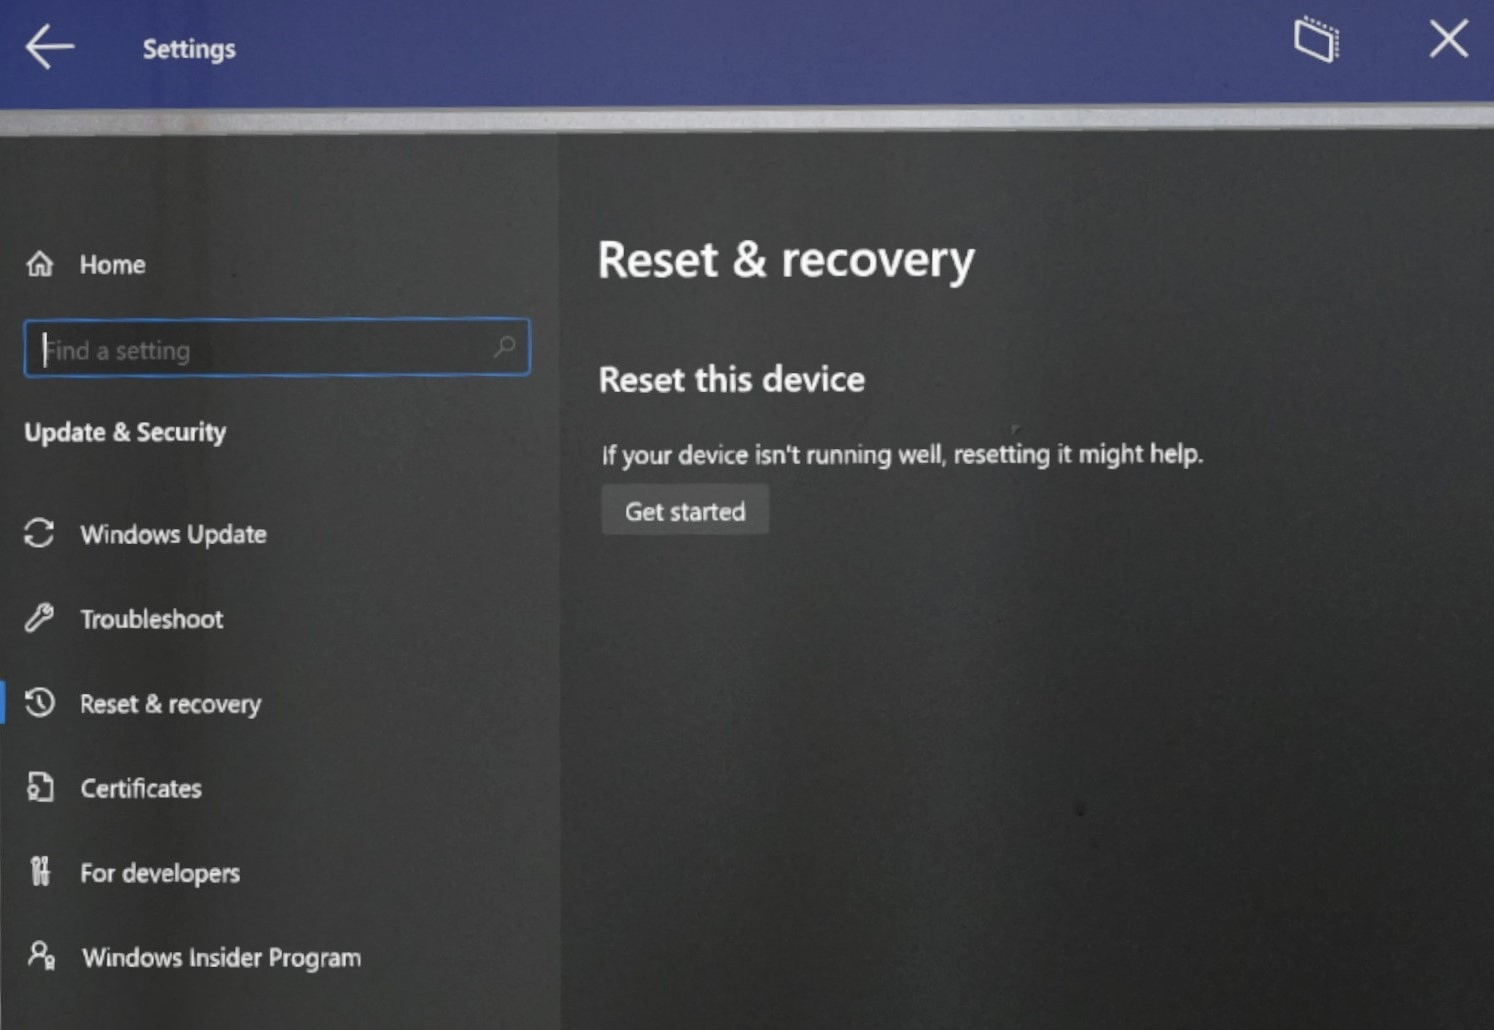 Settings
Home
Find a setting
Update & Security
Windows Update
Troubleshoot
Reset & recovery
Certificates
For developers
Windows Insider Program
Reset & recovery
Reset this device
If your device isn't running well, resetting it might help.
Get started